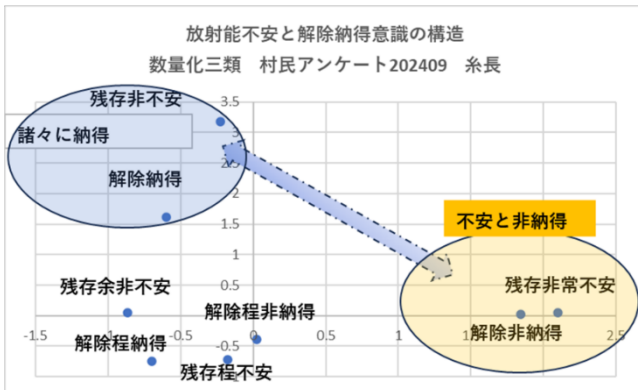 放射能不安と解除納得意識の構造
数量化三類 村民アンケート202409 糸長
残存非不安
3.5
3
諸々に納得
2.5
解除納得
1.5
不安と非納得
1
残存余非不安
0.5
残存非常不安
解除程非納得
0
-1.5
-1
-0.5
0
0.5
1
2
2.5
解除程納得
解除非納得
-0.5
残存程不安